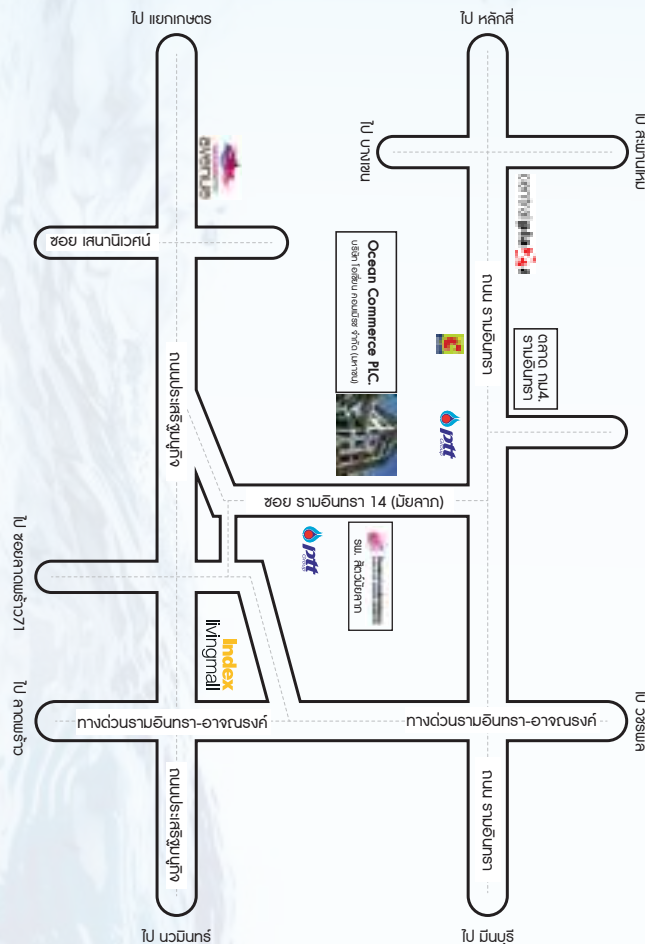 ไป แยกเกษตร
ไป หลักสี่
ไป สะพานใหม่
ไป บางเขน
avenue
ซอย เสนานิเวศน์
Ocean Commerce PLC.
บริษัท โอเชี่ยน คอมเมิรช จำกัด (มหาชน)
ถนน รามอินทรา
ตลาด กม4.
รามอินทรา
ถนนประเสริฐมนูกิจ
ptt
GROUP
ซอย รามอินทรา 14 (มัยลาภ)
ptt
GROUP
รพ. สัตว์มัยลาภ
ไป ซอยลาดพร้าว71
Index
livingmall
ไป ลาดพร้าว
ทางด่วนรามอินทรา-อาจณรงค์
ทางด่วนรามอินทรา-อาจณรงค์
ไป วัชรพล
ถนนประเสริฐมนูกิจ
ถนน รามอินทรา
ไป นวมินทร์
ไป มีนบุรี